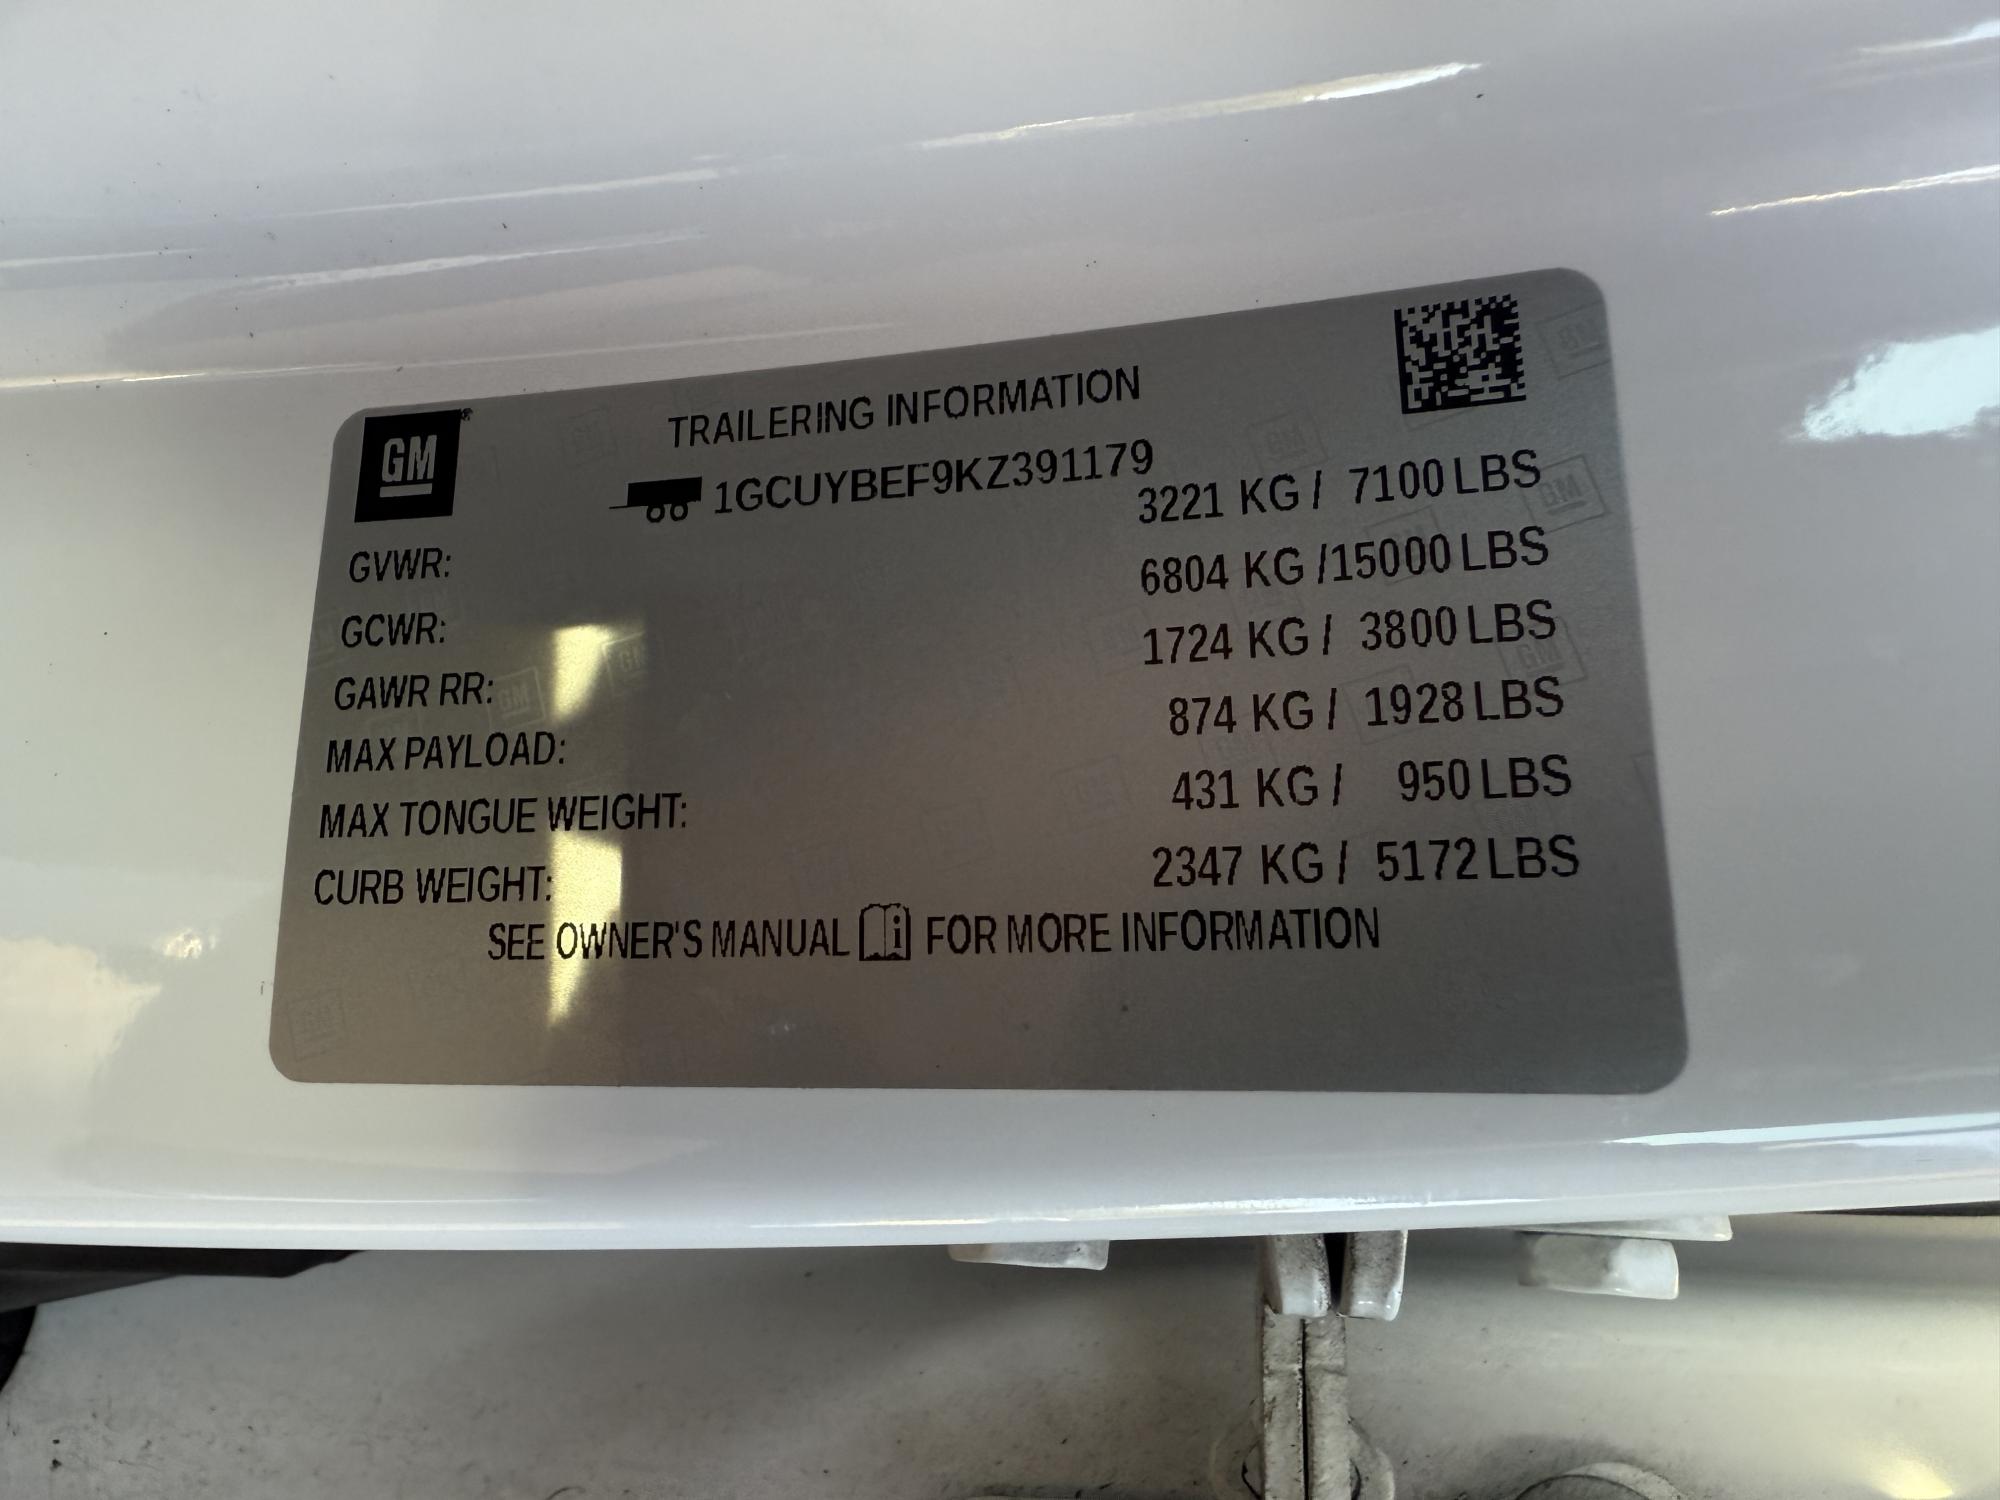 GM®
TRAILERING INFORMATION
1GCUYBEF9KZ391179
GVWR: 3221 KG / 7100 LBS
GCWR: 6804 KG /15000 LBS
GAWR RR: 1724 KG / 3800 LBS
MAX PAYLOAD: 874 KG / 1928 LBS
MAX TONGUE WEIGHT: 431 KG / 950 LBS
CURB WEIGHT: 2347 KG / 5172 LBS
SEE OWNER'S MANUAL i FOR MORE INFORMATION